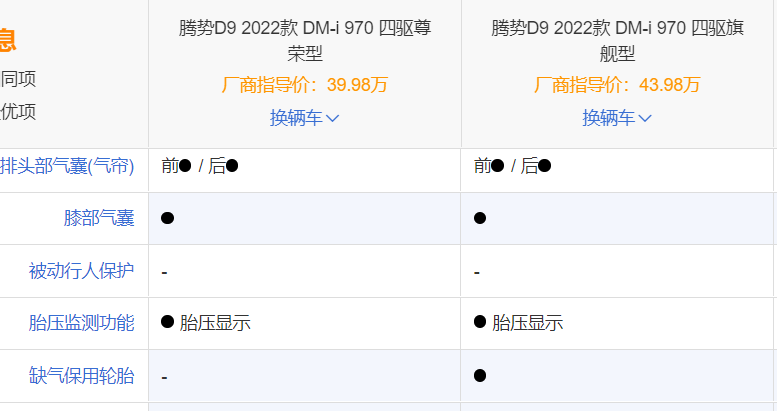 息
同项
优项
腾势D9 2022款 DM-i 970 四驱尊
荣型
厂商指导价：39.98万
换辆车
腾势D9 2022款 DM-i 970 四驱旗
舰型
厂商指导价：43.98万
换辆车
排头部气囊(气帘) 前● / 后● 前● / 后●
膝部气囊 ● ●
被动行人保护 - -
胎压监测功能 ● 胎压显示 ● 胎压显示
缺气保用轮胎 - ●